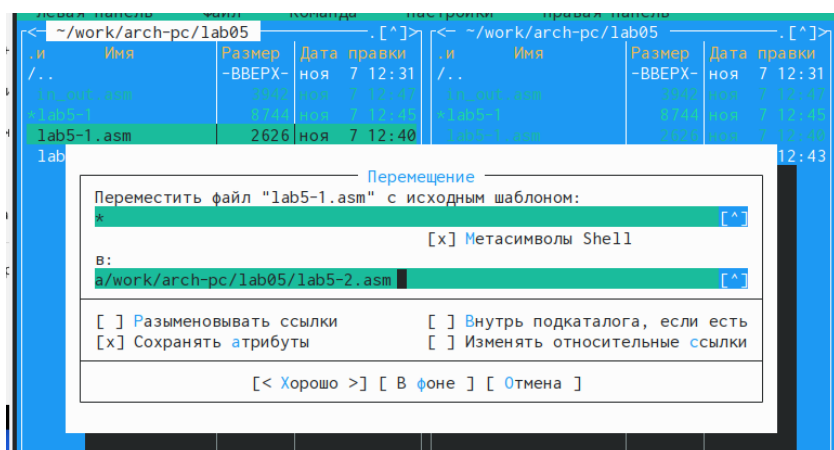 Левая панель Файл Команда Настройки Правая панель
<− ~/work/arch-pc/lab05 .[^]> <− ~/work/arch-pc/lab05 .[^]>
.и Имя Размер Дата правки .и Имя Размер Дата правки
/.. -ВВЕРХ- ноя 7 12:31 /.. -ВВЕРХ- ноя 7 12:31
in_out.asm 3942 ноя 7 12:47 in_out.asm 3942 ноя 7 12:47
*lab5-1 8744 ноя 7 12:45 *lab5-1 8744 ноя 7 12:45
lab5-1.asm 2626 ноя 7 12:40 lab5-1.asm 2626 ноя 7 12:40
lab 12:43
Перемещение
Переместить файл "lab5-1.asm" с исходным шаблоном:
* [^]
[x] Метасимволы Shell
в:
a/work/arch-pc/lab05/lab5-2.asm [^]
[ ] Разыменовывать ссылки [ ] Внутрь подкаталога, если есть
[x] Сохранять атрибуты [ ] Изменять относительные ссылки
[< Хорошо >] [ В фоне ] [ Отмена ]